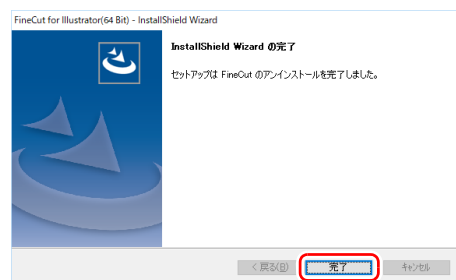 FineCut for Illustrator(64 Bit) - InstallShield Wizard
InstallShield Wizard の完了
セットアップは FineCut のアンインストールを完了しました。
< 戻る(B)
完了
キャンセル